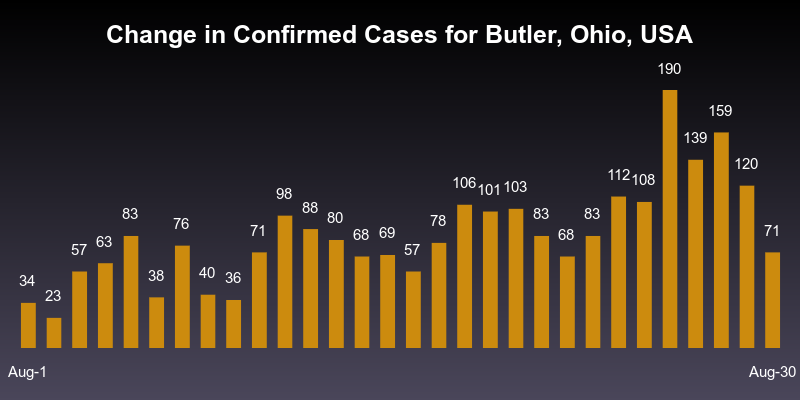 Change in Confirmed Cases for Butler, Ohio, USA
34 23 57 63 83 38 76 40 36 71 98 88 80 68 69 57 78 106 101 103 83 68 83 112 108 190 139 159 120 71
Aug-1 Aug-30